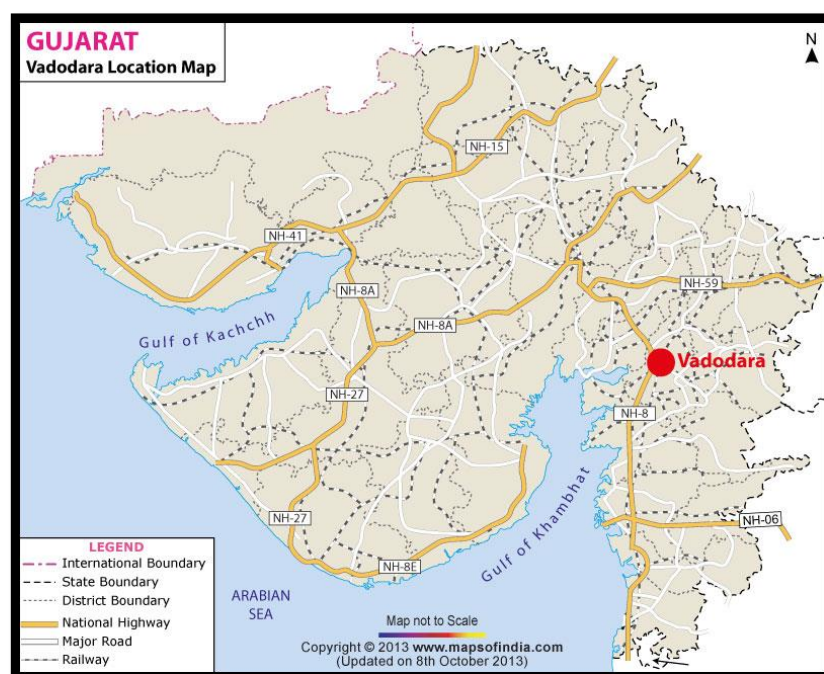 GUJARAT
Vadodara Location Map
N
NH-15
NH-41
NH-59
NH-8A
Gulf of Kachchh
NH-8A
Vadodara
NH-27
NH-8
Gulf of Khambhat
NH-27
NH-06
NH-8E
ARABIAN
SEA
LEGEND
International Boundary
State Boundary
District Boundary
National Highway
Major Road
Railway
Map not to Scale
Copyright © 2013 www.mapsofindia.com
(Updated on 8th October 2013)